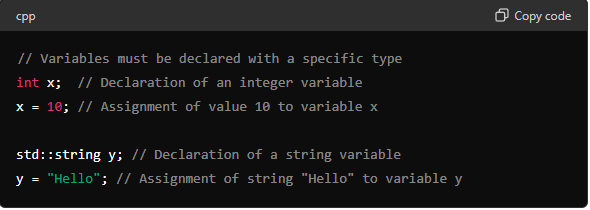 cpp
Copy code
// Variables must be declared with a specific type
int x;  // Declaration of an integer variable
x = 10; // Assignment of value 10 to variable x
std::string y; // Declaration of a string variable
y = "Hello"; // Assignment of string "Hello" to variable y